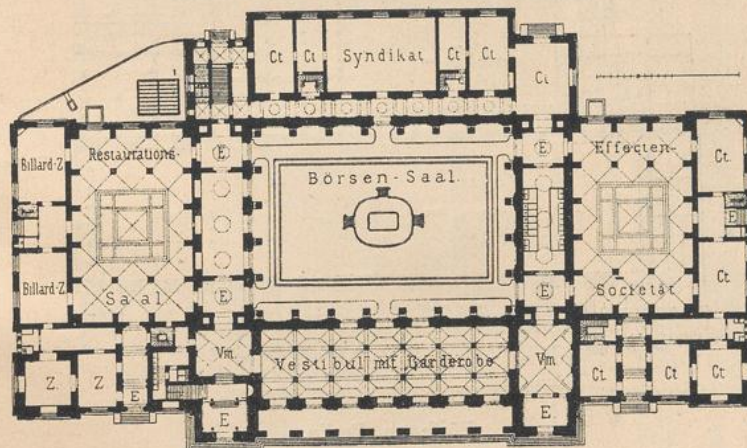 Ct
Ct
Syndikat
Ct
Ct
Ct
1
Billard-Z
Restaurations-
E
Börsen-Saal.
E
Effecten-
Ct.
E
Billard-Z
Saal
E
E
Societät
Ct.
Vm
Vestibul mit Garderobe
Vm
Z.
Z
E
E
E
Ct
Ct
Ct